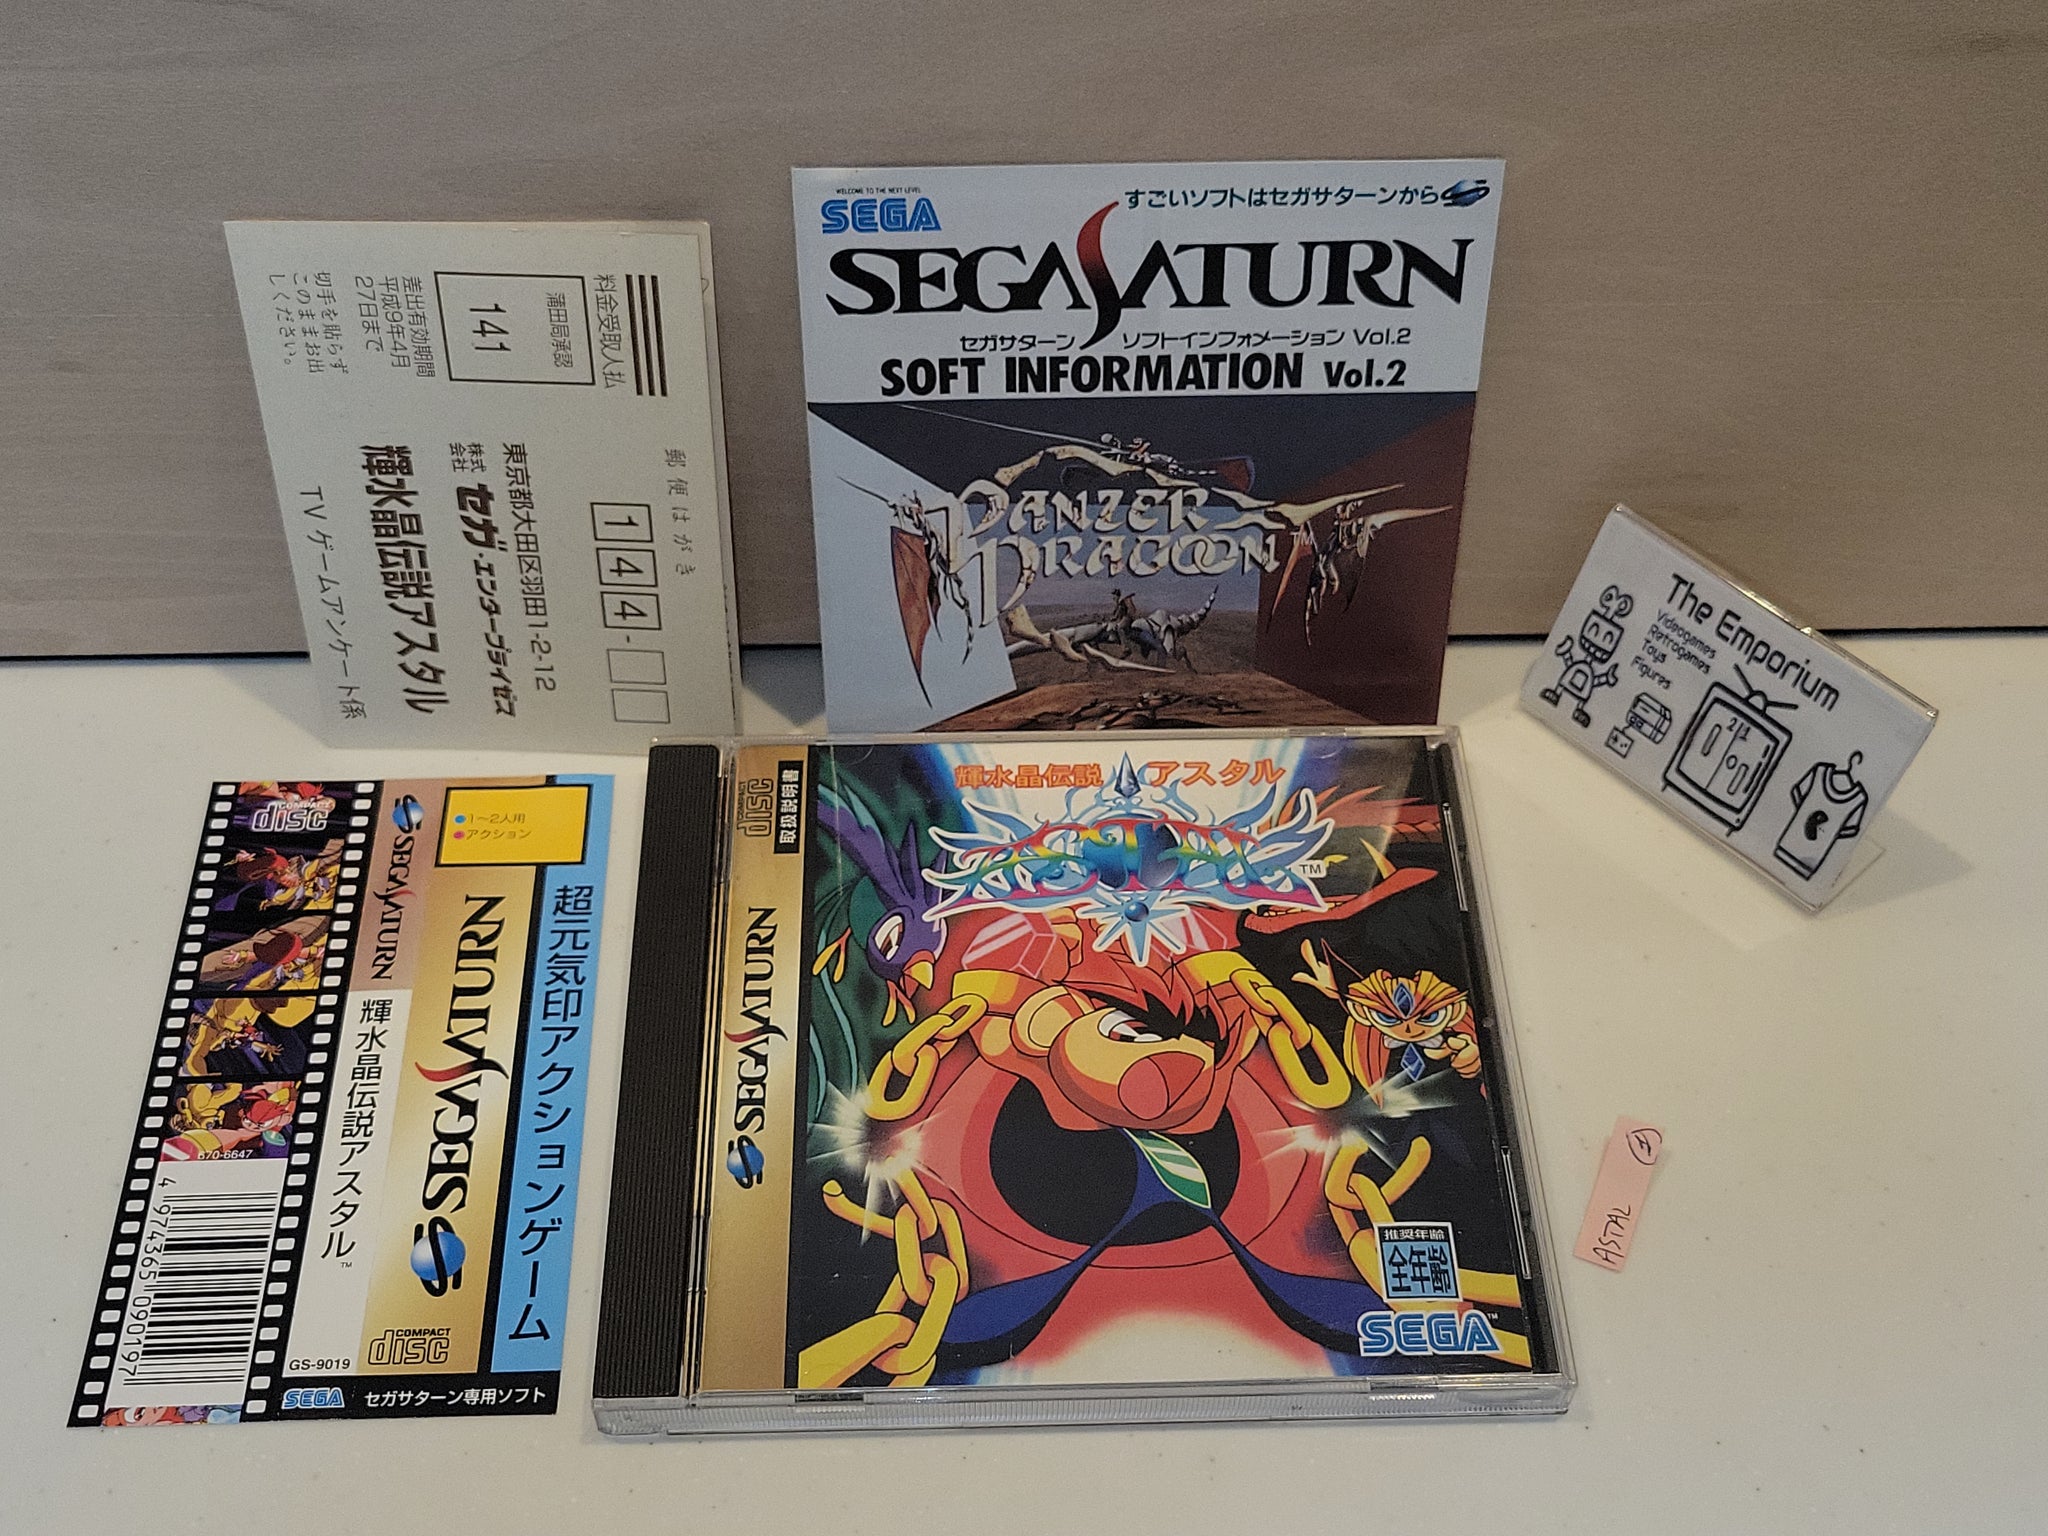 料金受取人払
蒲田局承認
141
差出有効期間
平成9年4月
27日まで
切手を貼らず
このままお出
しください。
郵便はがき
144-
東京都大田区羽田1-2-12
株式会社 セガ・エンタープライゼス
輝水晶伝説アスタル
TVゲームアンケート係
WELCOME TO THE NEXT LEVEL
SEGA
すごいソフトはセガサターンから
SEGA SATURN
セガサターン ソフトインフォメーション Vol.2
SOFT INFORMATION Vol.2
PANZER
DRAGOON™
The Emporium
Videogames
Retrogames
Toys
Figures
2 1
COMPACT
disc
670-6647
4 974365 090197
SEGA SATURN
輝水晶伝説アスタル™
1~2人用
アクション
SEGA SATURN
COMPACT
disc
GS-9019
超元気印アクションゲーム
SEGA セガサターン専用ソフト
COMPACT
disc
取扱説明書
SEGA SATURN
輝水晶伝説 アスタル
ASTAL™
推奨年齢
全年齢
SEGA™
ASTAL